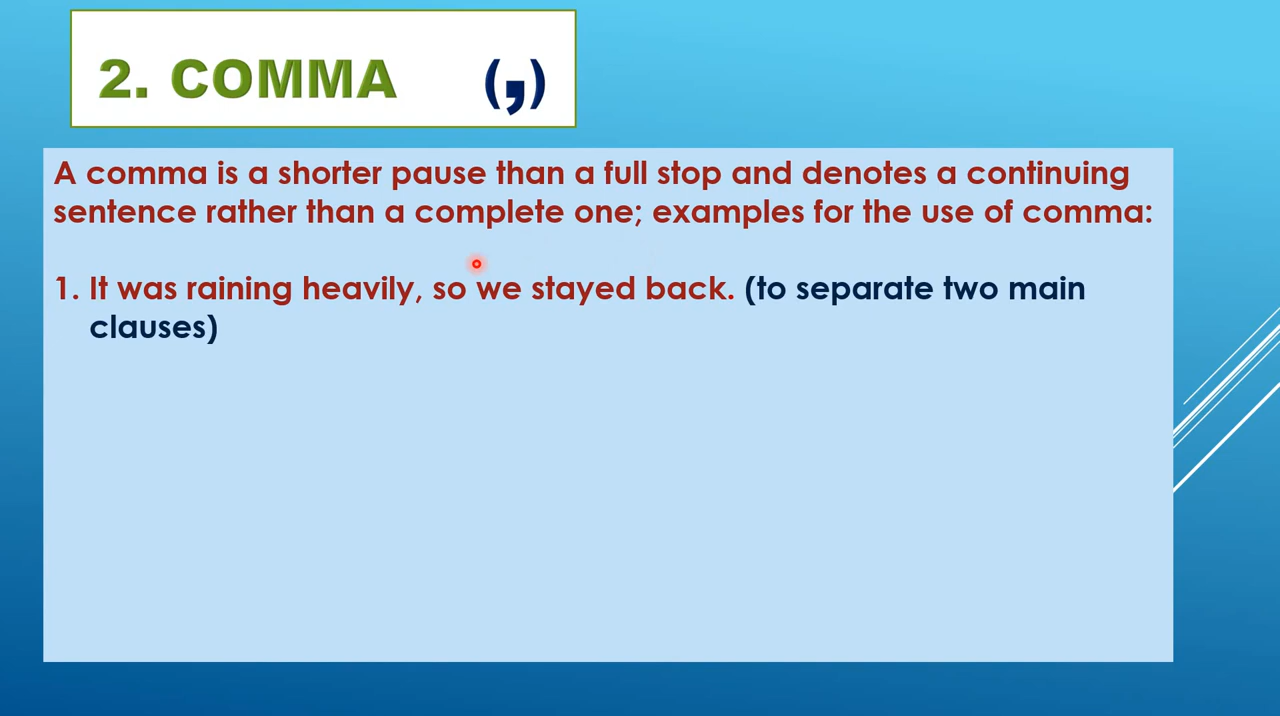 2. COMMA (,)
A comma is a shorter pause than a full stop and denotes a continuing
sentence rather than a complete one; examples for the use of comma:
1. It was raining heavily, so we stayed back. (to separate two main
clauses)